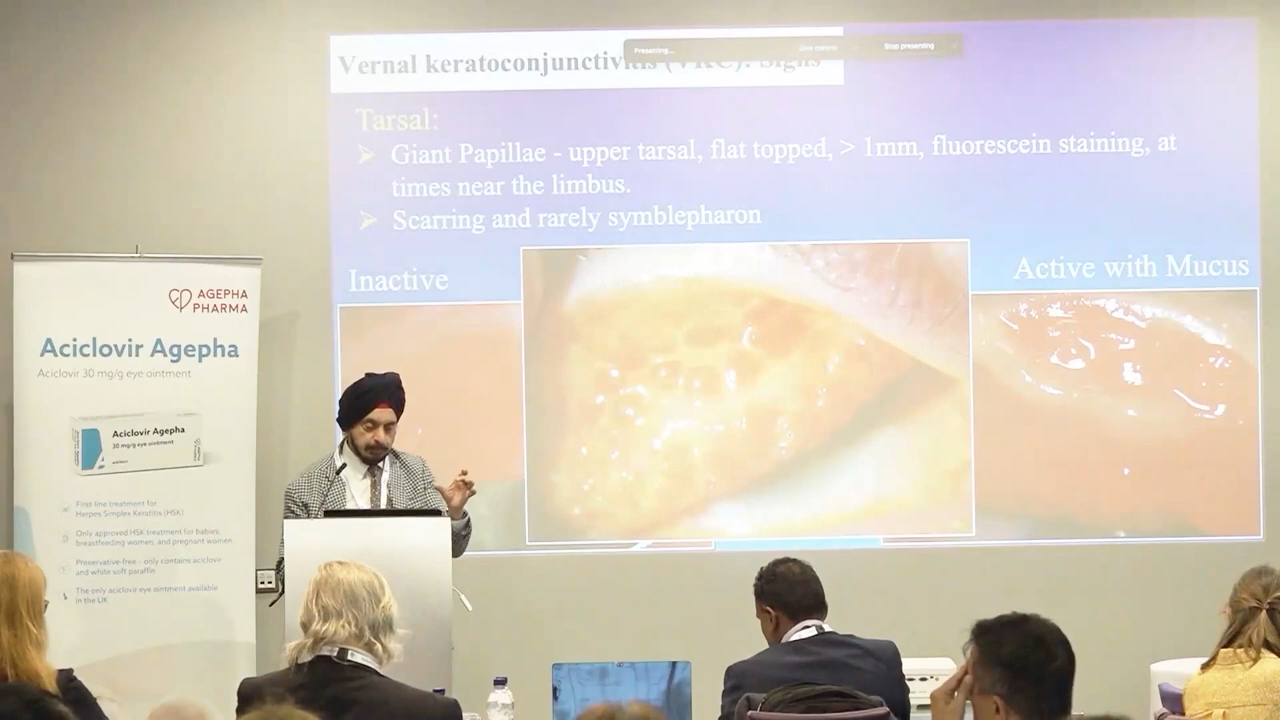 Presenting...
Stop presenting
Vernal keratoconjunctivitis (VKC): Signs
Tarsal:
Giant Papillae - upper tarsal, flat topped, > 1mm, fluorescein staining, at
times near the limbus.
Scarring and rarely symblepharon
Inactive
Active with Mucus
AGEPHA
PHARMA
Aciclovir Agepha
Aciclovir 30 mg/g eye ointment
Aciclovir Agepha
30 mg/g eye ointment
First line treatment for
Herpes Simplex Keratitis (HSK)
Only approved HSK treatment for babies,
breastfeeding women, and pregnant women
Preservative-free - only contains aciclovir
and white soft paraffin
The only aciclovir eye ointment available
in the UK